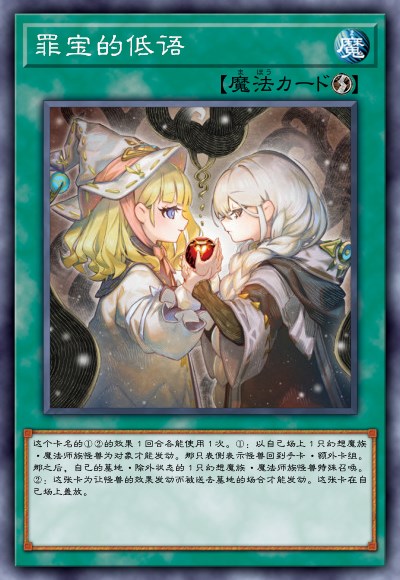 罪宝的低语
魔
【魔法カード】
まほう
这个卡名的①②的效果1回合各能使用1次。①:以自己场上1只幻想魔族
·魔法师族怪兽为对象才能发动。那只表侧表示怪兽回到手卡·额外卡组。
那之后,自己的墓地·除外状态的1只幻想魔族·魔法师族怪兽特殊召唤。
②:这张卡为让怪兽的效果发动而被送去墓地的场合才能发动。这张卡在自
己场上盖放。